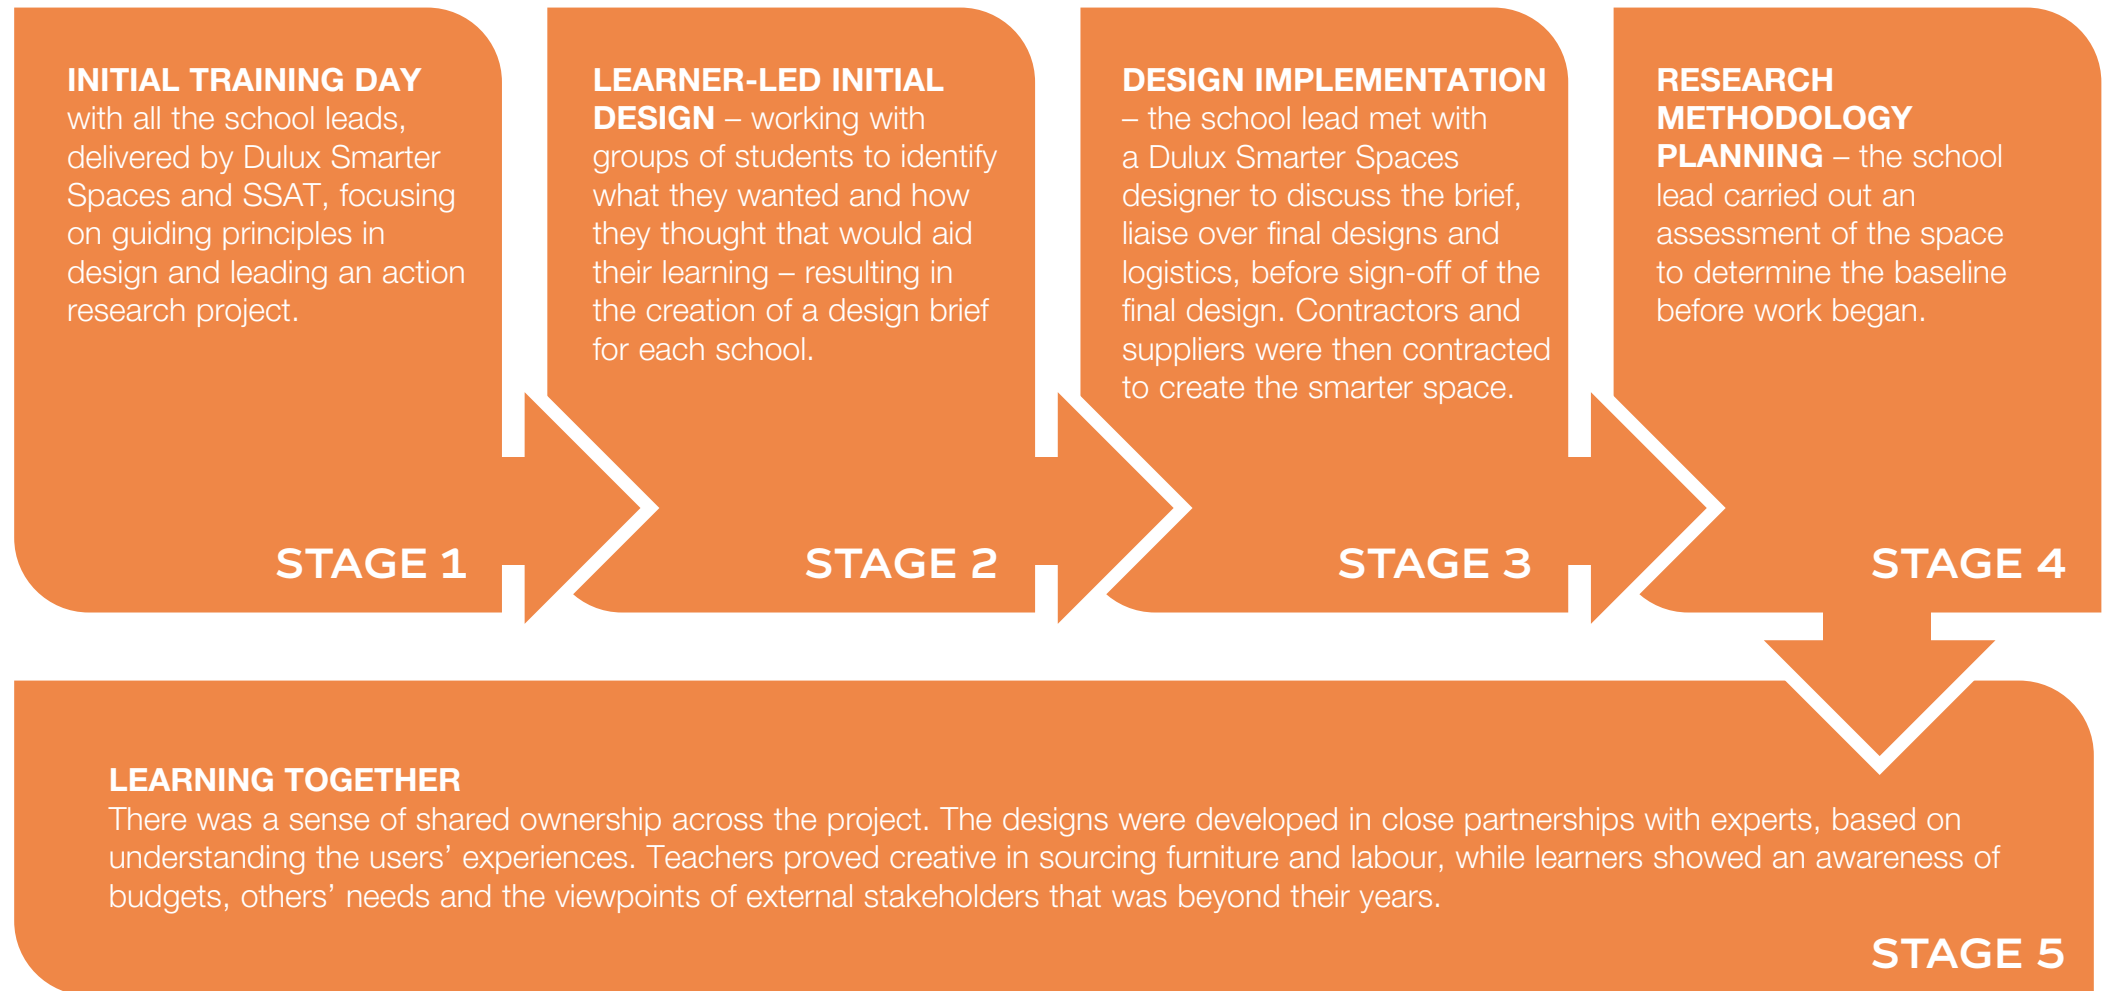 INITIAL TRAINING DAY
with all the school leads,
delivered by Dulux Smarter
Spaces and SSAT, focusing
on guiding principles in
design and leading an action
research project.
STAGE 1
LEARNER-LED INITIAL
DESIGN – working with
groups of students to identify
what they wanted and how
they thought that would aid
their learning – resulting in
the creation of a design brief
for each school.
STAGE 2
DESIGN IMPLEMENTATION
– the school lead met with
a Dulux Smarter Spaces
designer to discuss the brief,
liaise over final designs and
logistics, before sign-off of the
final design. Contractors and
suppliers were then contracted
to create the smarter space.
STAGE 3
RESEARCH
METHODOLOGY
PLANNING – the school
lead carried out an
assessment of the space
to determine the baseline
before work began.
STAGE 4
LEARNING TOGETHER
There was a sense of shared ownership across the project. The designs were developed in close partnerships with experts, based on
understanding the users’ experiences. Teachers proved creative in sourcing furniture and labour, while learners showed an awareness of
budgets, others’ needs and the viewpoints of external stakeholders that was beyond their years.
STAGE 5